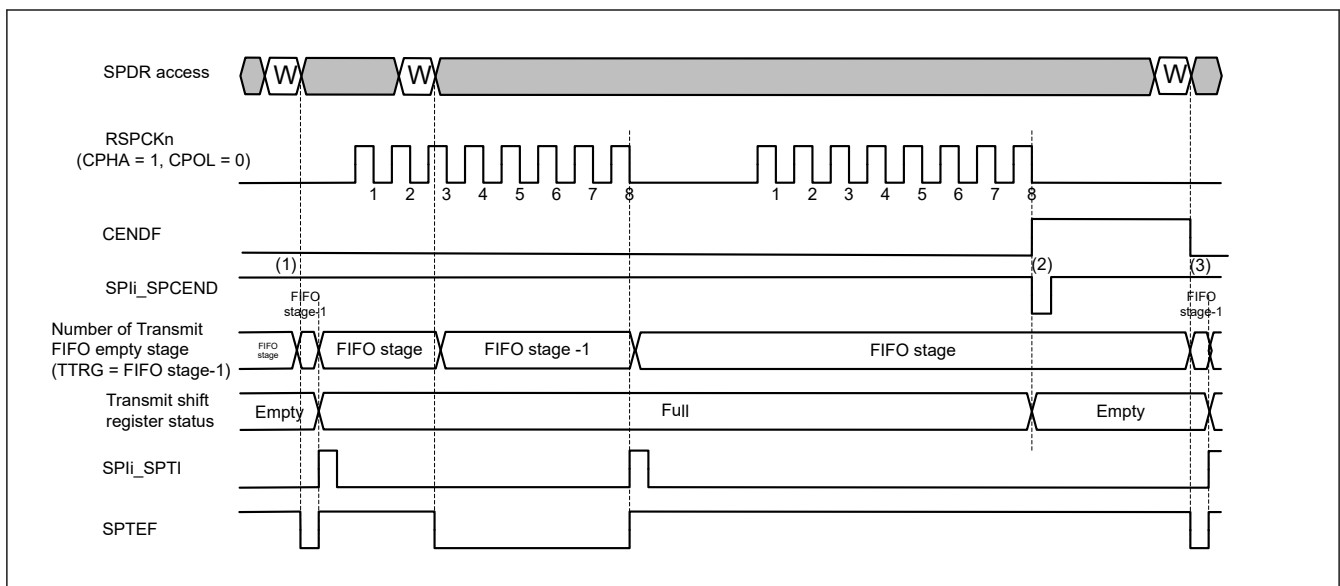 SPDR access
W
W
W
RSPCKn
(CPHA = 1, CPOL = 0)
1 2 3 4 5 6 7 8
1 2 3 4 5 6 7 8
CENDF
(1)
(2)
(3)
SPIi_SPCEND
FIFO
stage-1
FIFO
stage-1
Number of Transmit
FIFO empty stage
(TTRG = FIFO stage-1)
FIFO
stage
FIFO stage
FIFO stage -1
FIFO stage
Transmit shift
register status
Empty
Full
Empty
SPIi_SPTI
SPTEF